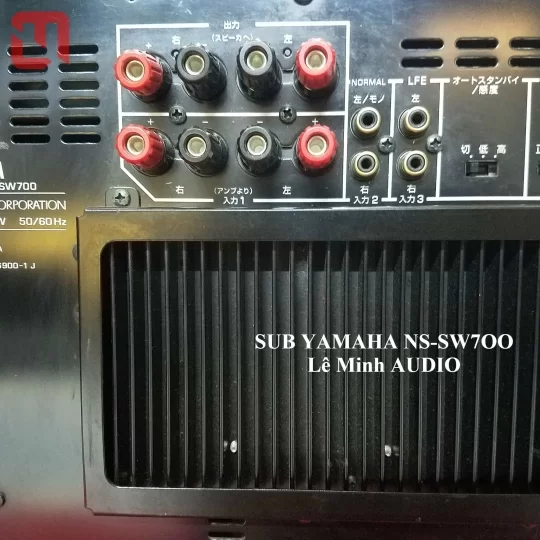 出力
右 (スピーカへ) 左
+ - - +
+ - - +
右 (アンプより) 左
入力1
NORMAL
左/モノ
右
入力2
LFE
左
右
入力3
オートスタンバイ
/感度
切 低 高
SW700
CORPORATION
W 50/60Hz
900-1 J
SUB YAMAHA NS-SW7OO
Lê Minh AUDIO